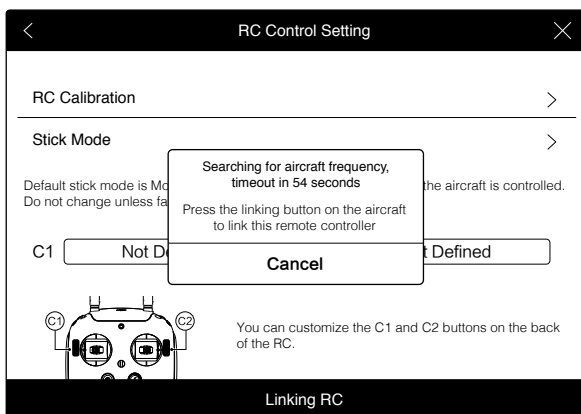 RC Control Setting
RC Calibration
Stick Mode
Searching for aircraft frequency,
timeout in 54 seconds
Default stick mode is Mo
the aircraft is controlled.
Do not change unless fa
Press the linking button on the aircraft
to link this remote controller
C1
Not De
t Defined
Cancel
C1
C2
You can customize the C1 and C2 buttons on the back
of the RC.
Linking RC